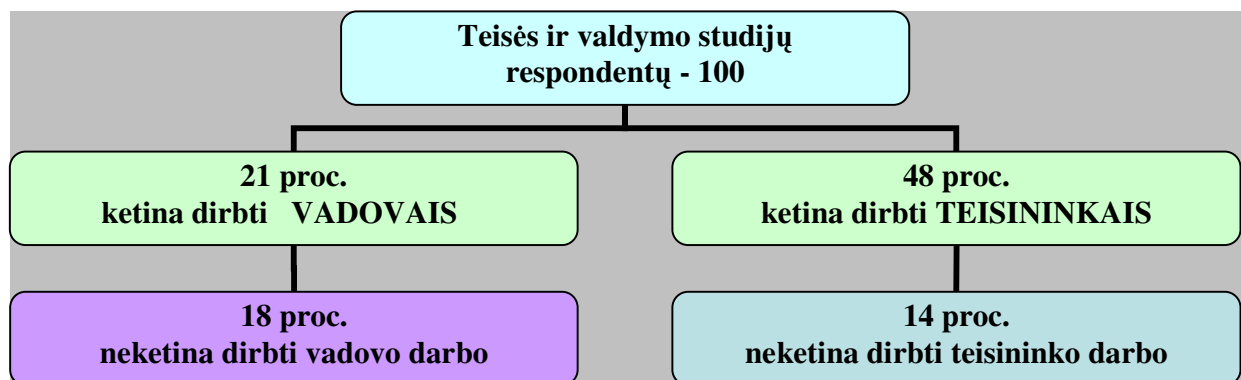 Teisės ir valdymo studijų
respondentų - 100
21 proc.
ketina dirbti VADOVAIS
48 proc.
ketina dirbti TEISININKAIS
18 proc.
neketina dirbti vadovo darbo
14 proc.
neketina dirbti teisininko darbo